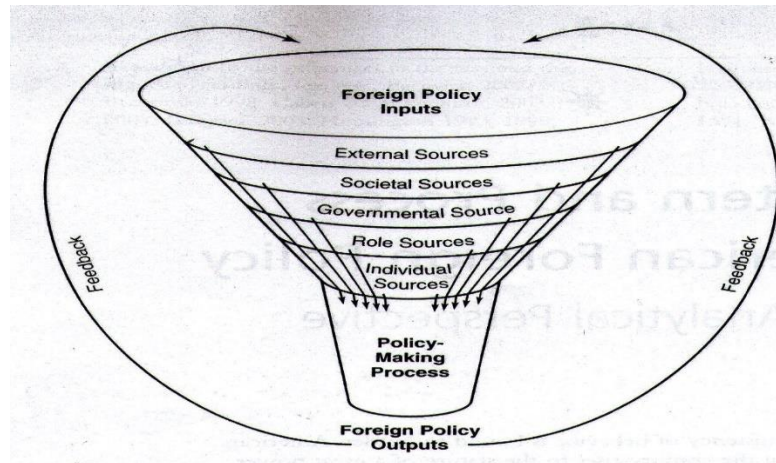 Foreign Policy
Inputs
External Sources
Societal Sources
Governmental Source
Role Sources
Individual
Sources
Feedback
Feedback
Policy-
Making
Process
Foreign Policy
Outputs